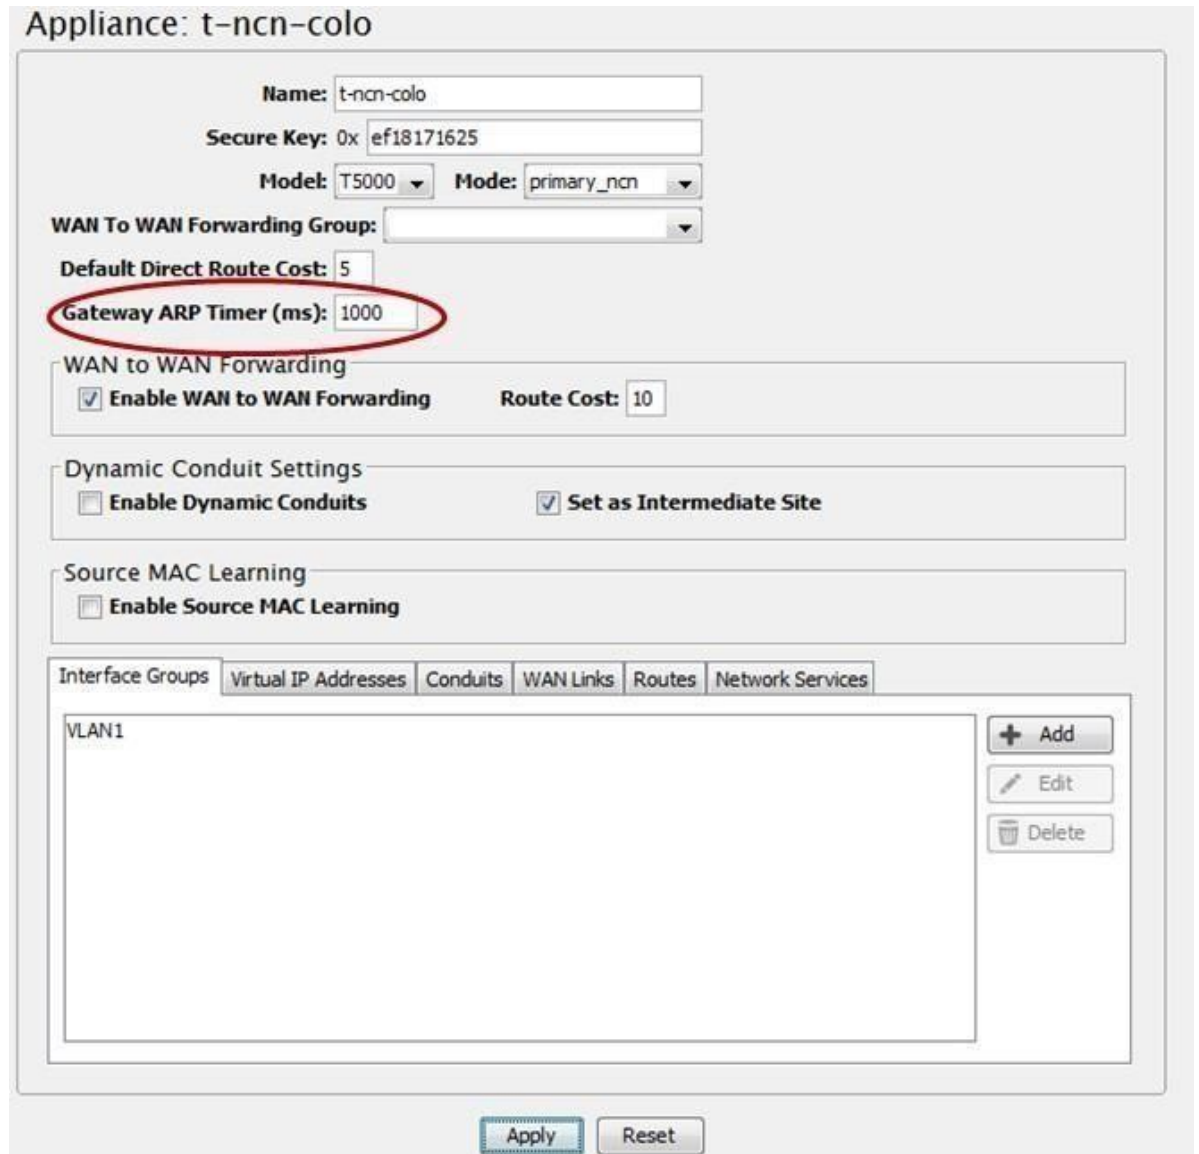 Appliance: t-ncn-colo
Name: t-ncn-colo
Secure Key: 0x ef18171625
Model: T5000 Mode: primary_ncn
WAN To WAN Forwarding Group:
Default Direct Route Cost: 5
Gateway ARP Timer (ms): 1000
WAN to WAN Forwarding
Enable WAN to WAN Forwarding Route Cost: 10
Dynamic Conduit Settings
Enable Dynamic Conduits Set as Intermediate Site
Source MAC Learning
Enable Source MAC Learning
Interface Groups Virtual IP Addresses Conduits WAN Links Routes Network Services
VLAN1
Add
Edit
Delete
Apply Reset